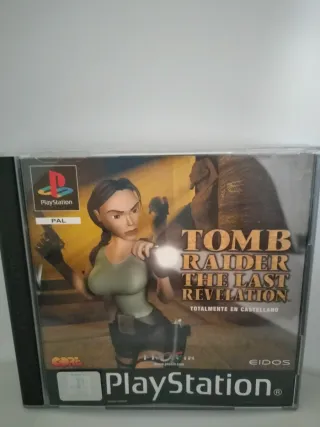 PlayStation
PAL
TOMB
RAIDER
THE LAST
REVELATION
TOTALMENTE EN CASTELLANO
CORE
EIDOS
PlayStation®